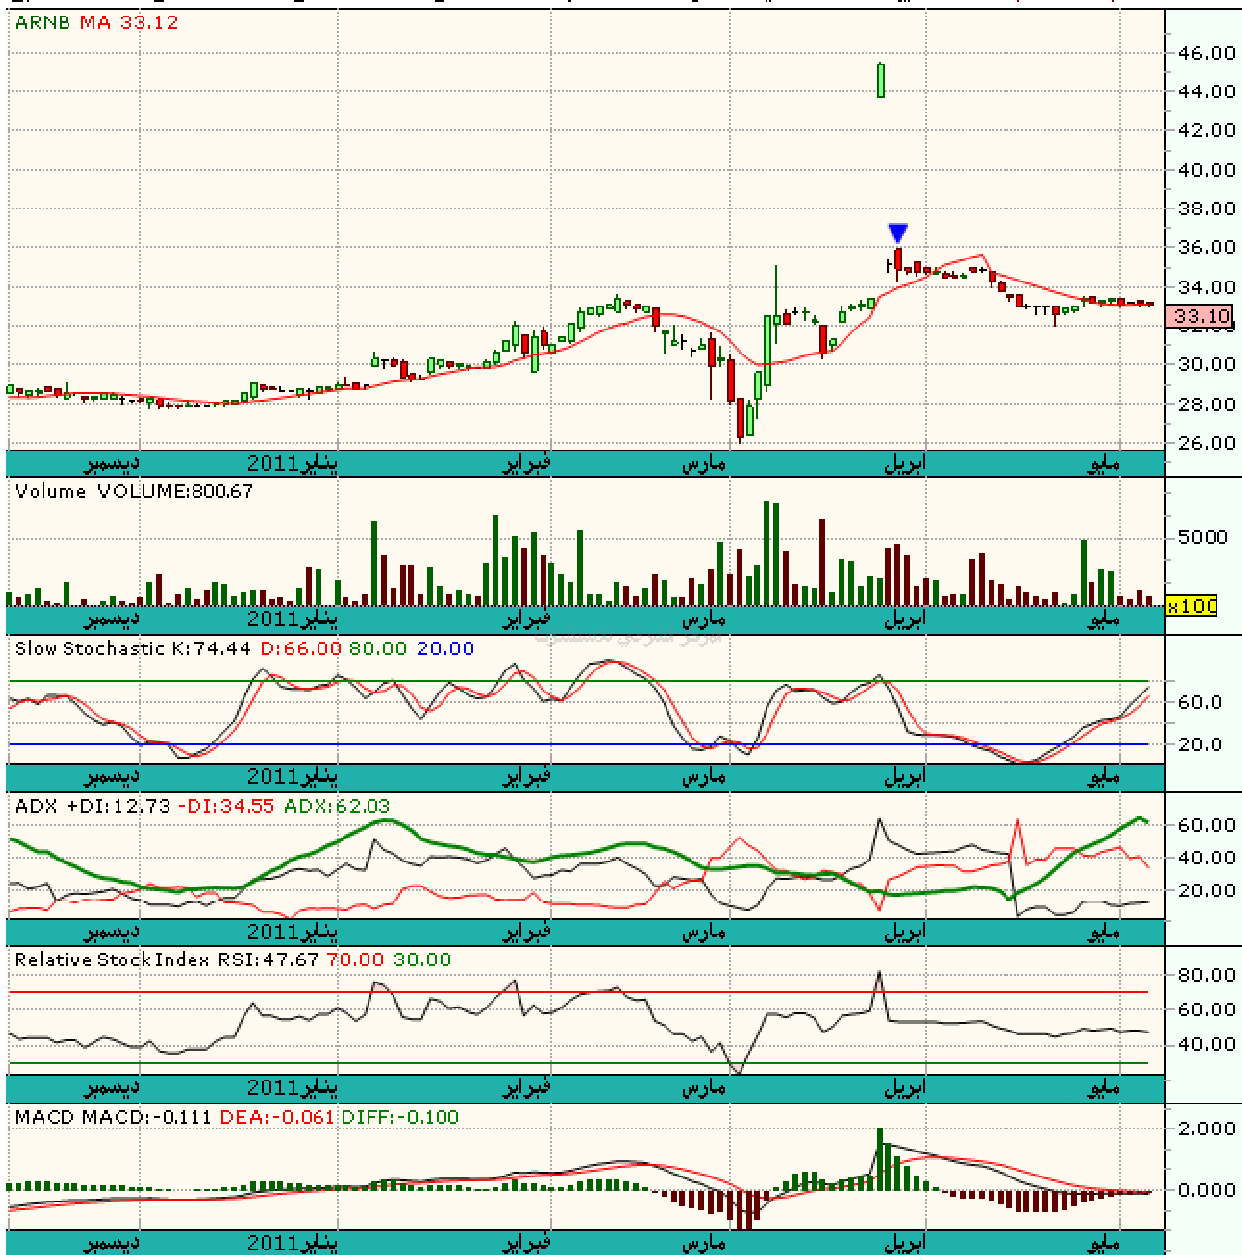 ARNB MA 33.12
46.00
44.00
42.00
40.00
38.00
36.00
34.00
33.10
30.00
28.00
26.00
ديسمبر يناير2011 فبراير مارس ابريل مايو
Volume VOLUME:800.67
5000
x100
ديسمبر يناير2011 فبراير مارس ابريل مايو
Slow Stochastic K:74.44 D:66.00 80.00 20.00
60.0
20.0
ديسمبر يناير2011 فبراير مارس ابريل مايو
ADX +DI:12.73 -DI:34.55 ADX:62.03
60.00
40.00
20.00
ديسمبر يناير2011 فبراير مارس ابريل مايو
Relative Stock Index RSI:47.67 70.00 30.00
80.00
60.00
40.00
ديسمبر يناير2011 فبراير مارس ابريل مايو
MACD MACD:-0.111 DEA:-0.061 DIFF:-0.100
2.000
0.000
ديسمبر يناير2011 فبراير مارس ابريل مايو